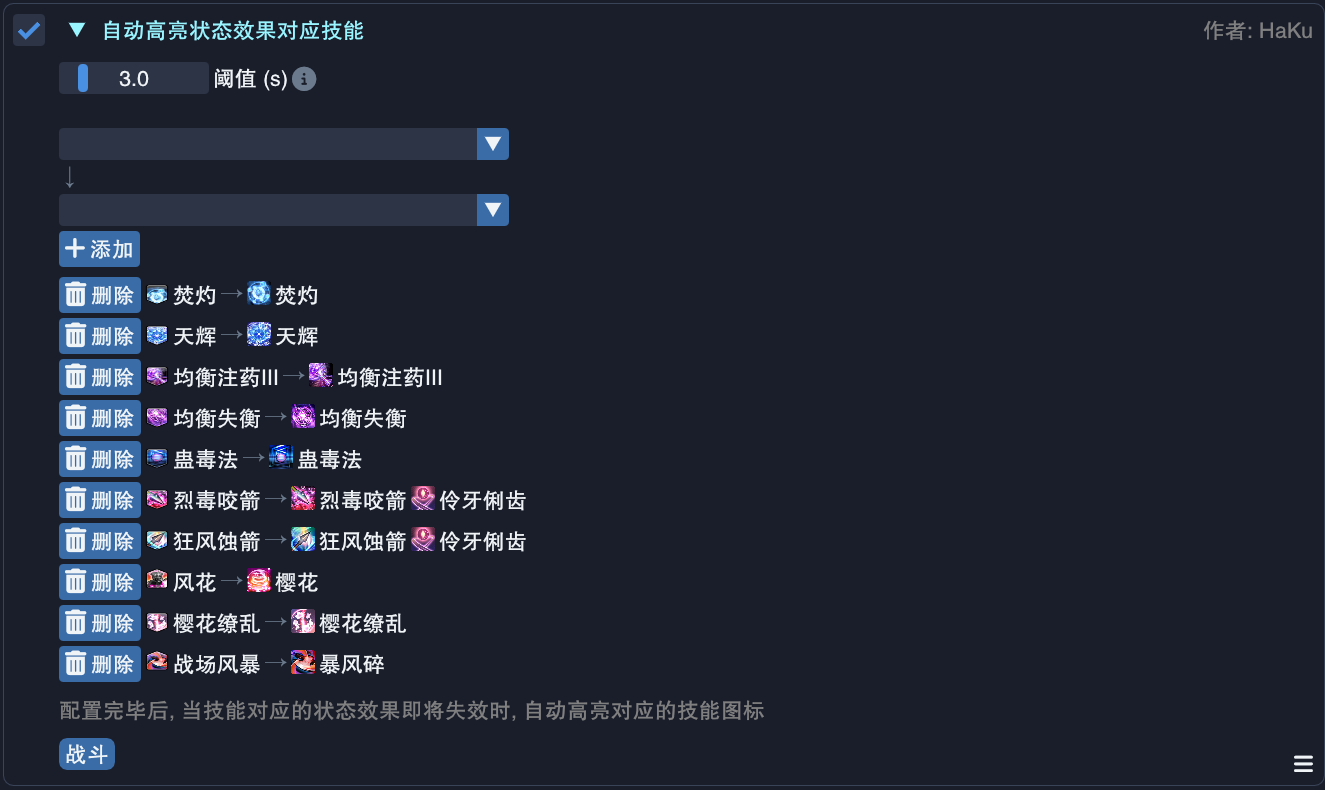 自动高亮状态效果对应技能 作者: HaKu
3.0 阈值 (s)
↓
添加
删除 焚灼→焚灼
删除 天辉→天辉
删除 均衡注药III→均衡注药III
删除 均衡失衡→均衡失衡
删除 蛊毒法→蛊毒法
删除 烈毒咬箭→烈毒咬箭 伶牙俐齿
删除 狂风蚀箭→狂风蚀箭 伶牙俐齿
删除 风花→樱花
删除 樱花缭乱→樱花缭乱
删除 战场风暴→暴风碎
配置完毕后, 当技能对应的状态效果即将失效时, 自动高亮对应的技能图标
战斗